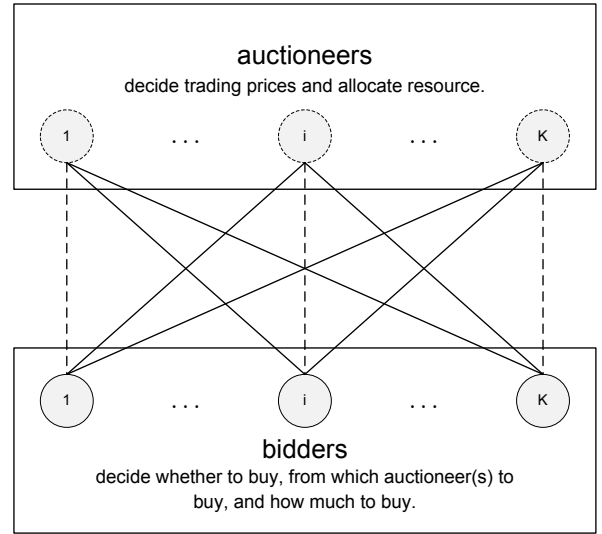 auctioneers
decide trading prices and allocate resource.
1 ... i ... K
1 ... i ... K
bidders
decide whether to buy, from which auctioneer(s) to
buy, and how much to buy.